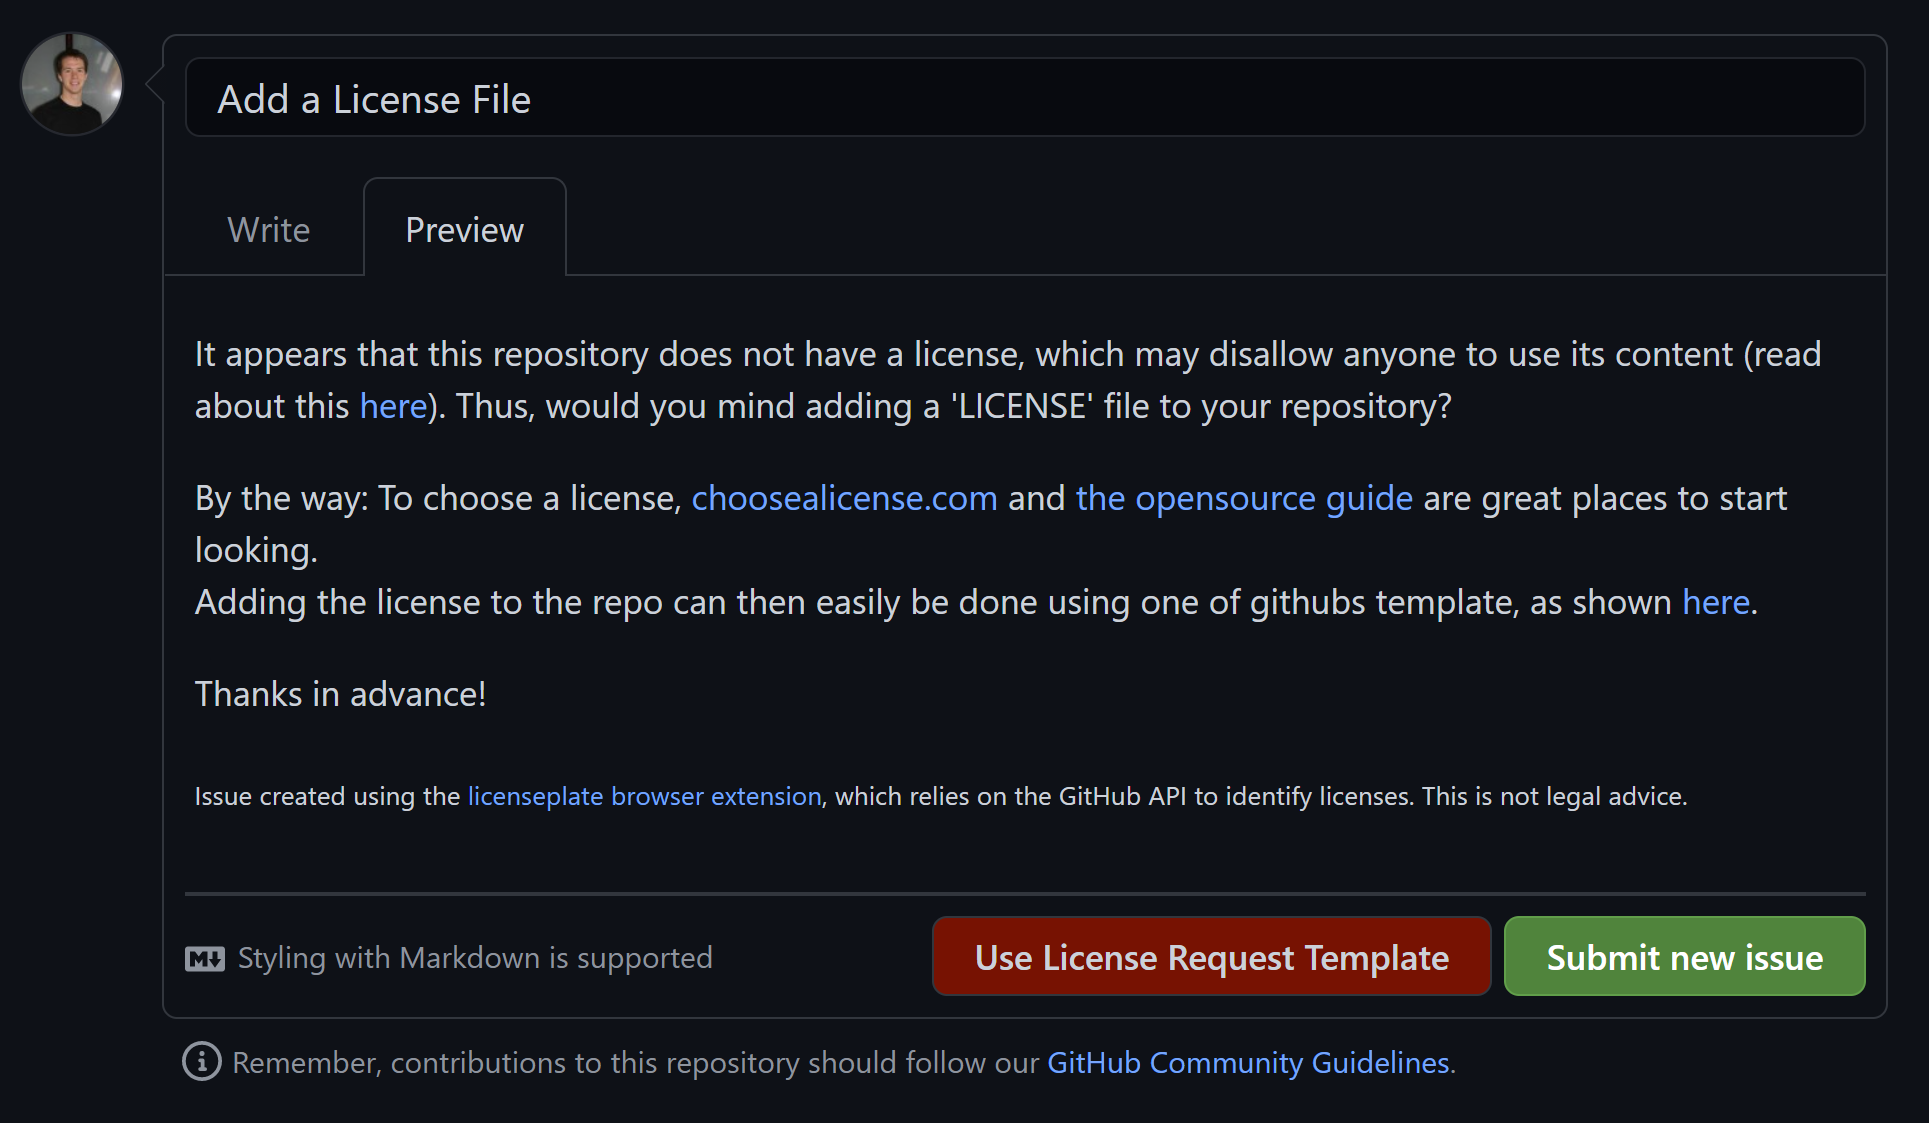 Add a License File
Write
Preview
It appears that this repository does not have a license, which may disallow anyone to use its content (read
about this here). Thus, would you mind adding a 'LICENSE' file to your repository?
By the way: To choose a license, choosealicense.com and the opensource guide are great places to start
looking.
Adding the license to the repo can then easily be done using one of githubs template, as shown here.
Thanks in advance!
Issue created using the licenseplate browser extension, which relies on the GitHub API to identify licenses. This is not legal advice.
Styling with Markdown is supported
Use License Request Template
Submit new issue
Remember, contributions to this repository should follow our GitHub Community Guidelines.